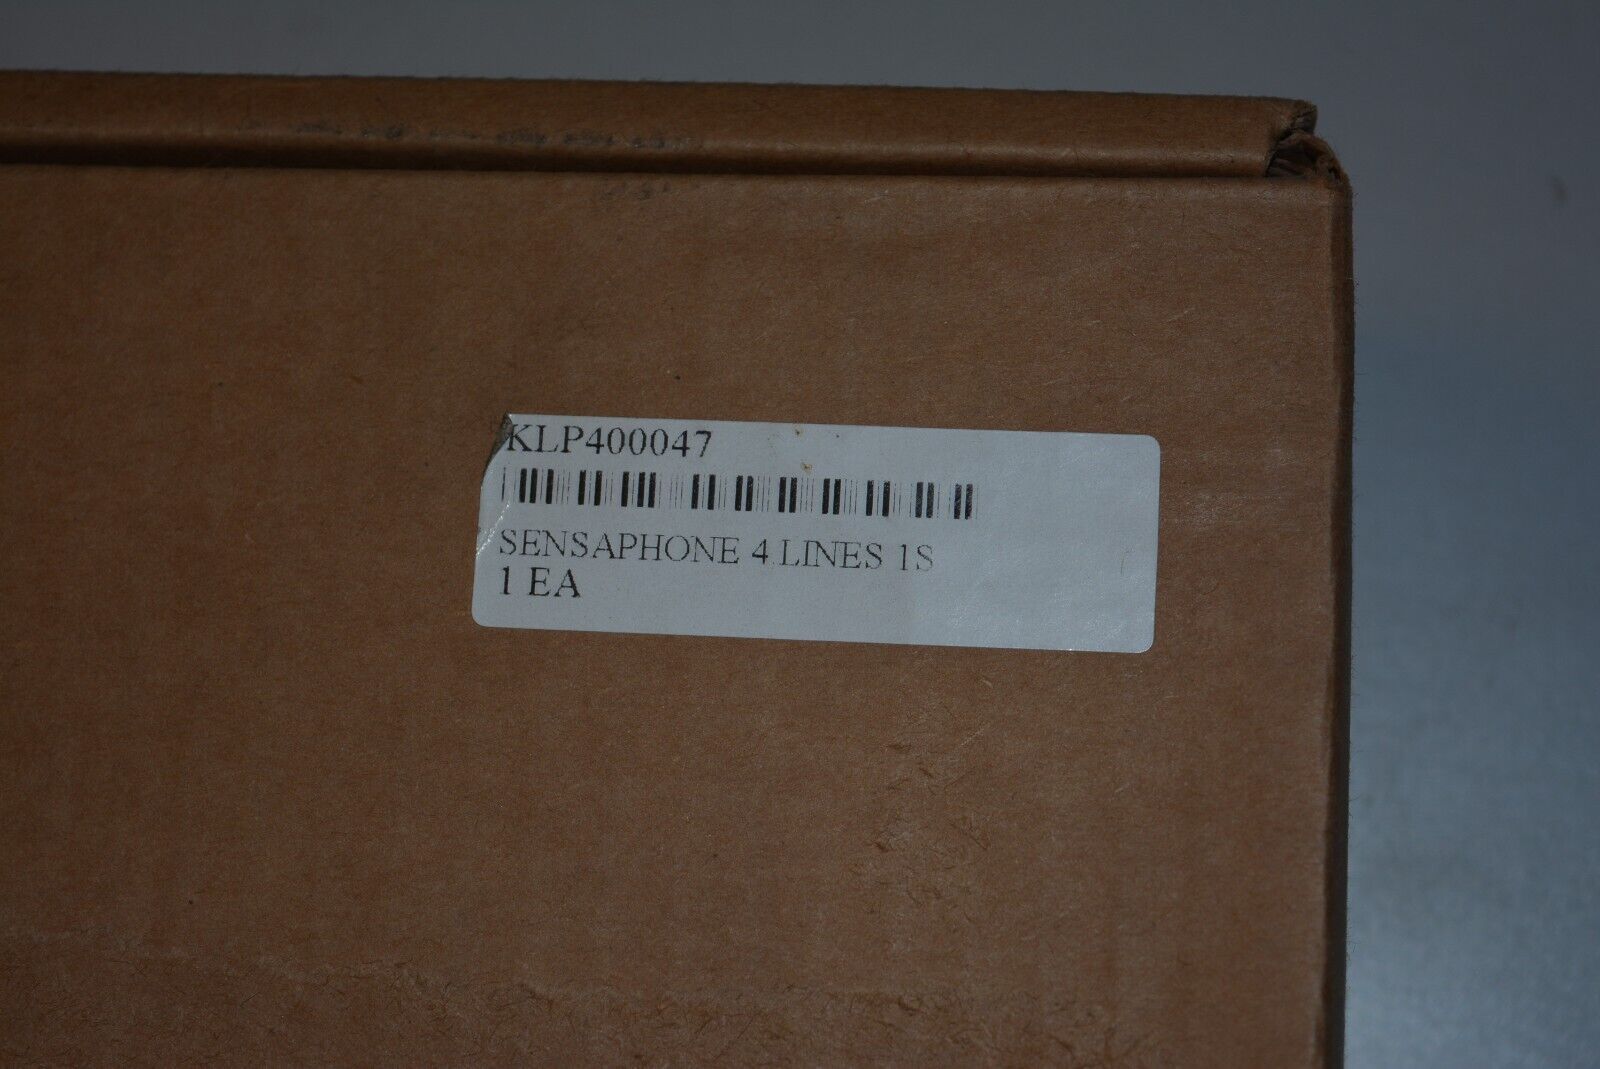 KLP400047
SENSAPHONE 4 LINES 1S
1 EA